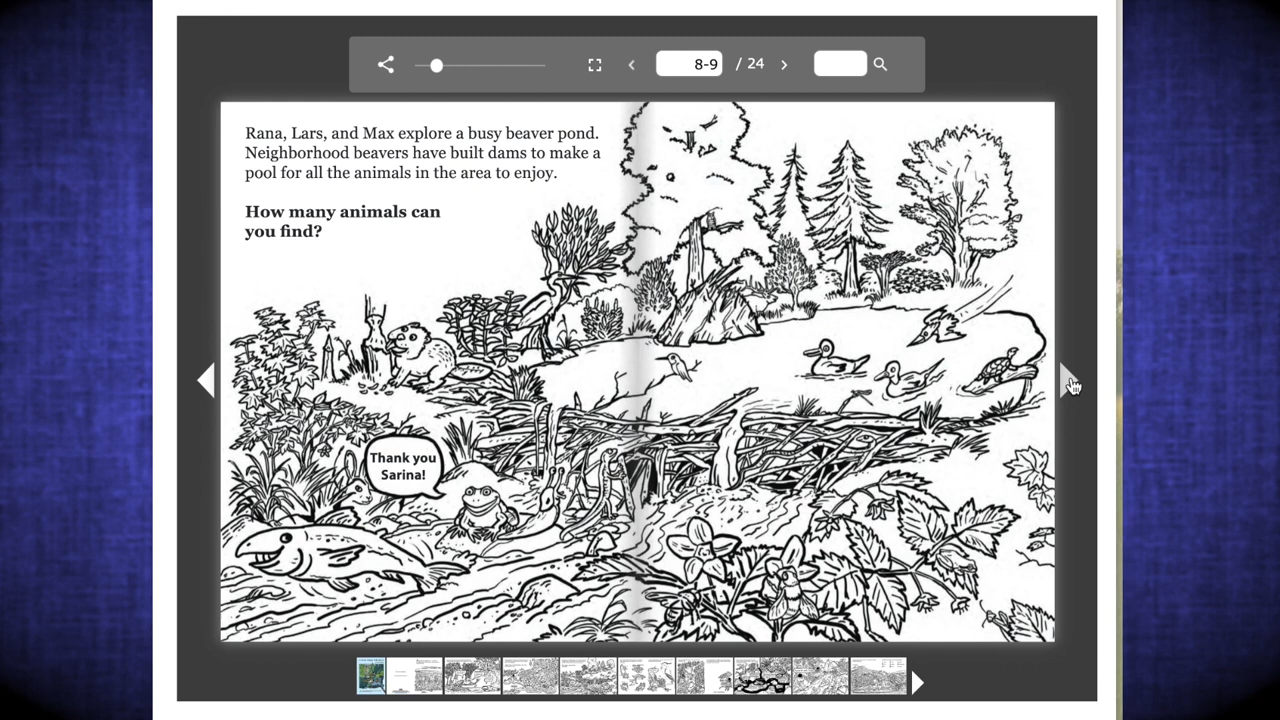 8-9 / 24
Rana, Lars, and Max explore a busy beaver pond.
Neighborhood beavers have built dams to make a
pool for all the animals in the area to enjoy.
How many animals can
you find?
Thank you
Sarina!